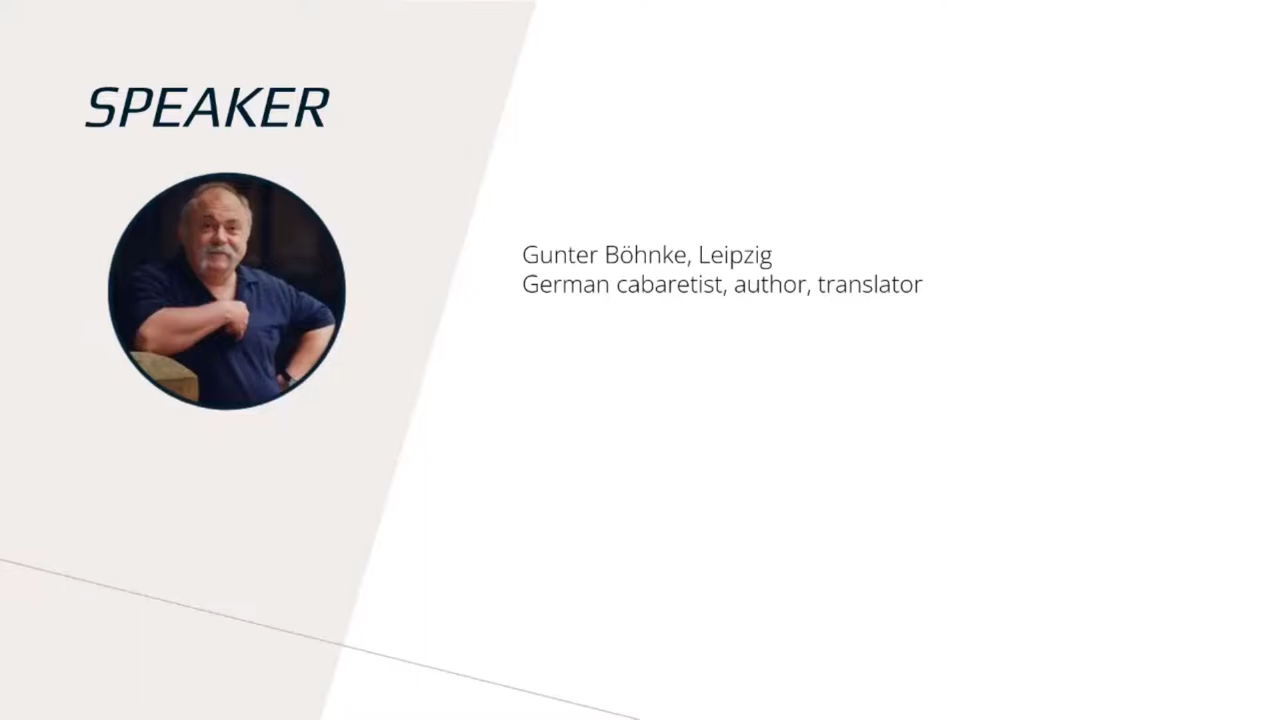 SPEAKER
Gunter Böhnke, Leipzig
German cabaretist, author, translator